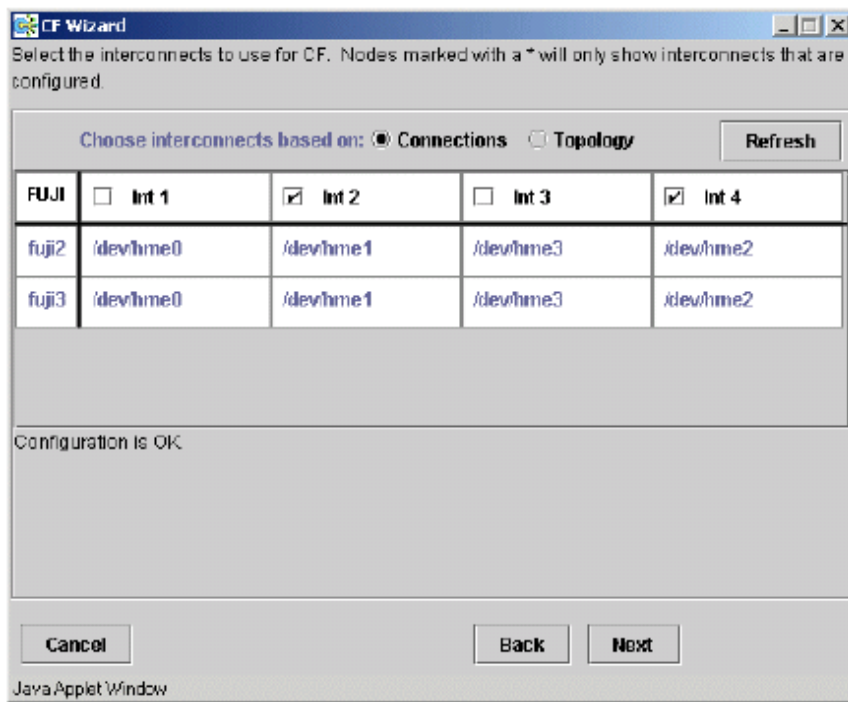 CF Wizard
Select the interconnects to use for CF. Nodes marked with a * will only show interconnects that are
configured.
Choose interconnects based on: Connections Topology Refresh
FUJI Int 1 Int 2 Int 3 Int 4
fuji2 /dev/hme0 /dev/hme1 /dev/hme3 /dev/hme2
fuji3 /dev/hme0 /dev/hme1 /dev/hme3 /dev/hme2
Configuration is OK.
Cancel Back Next
Java Applet Window